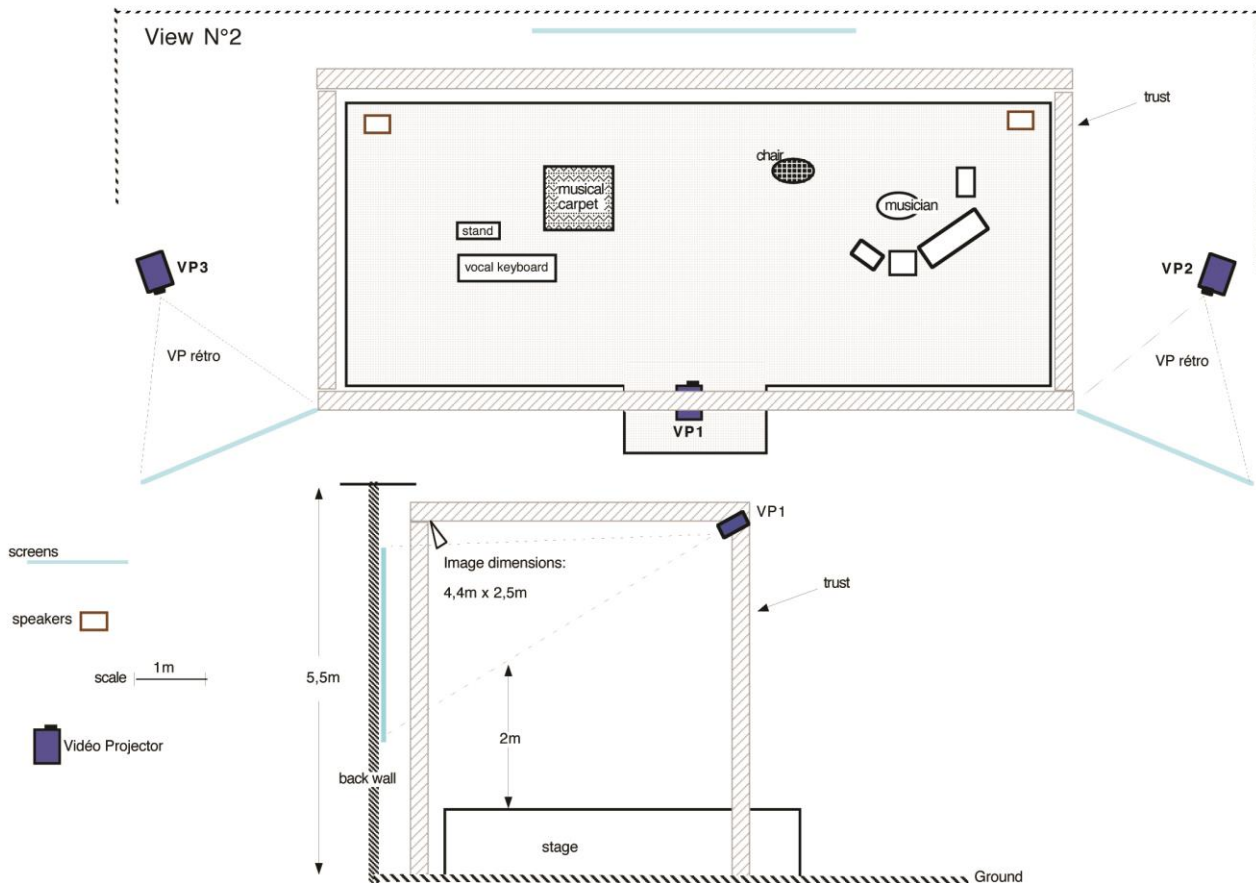 View N°2
trust
chair
musical
carpet
musician
stand
vocal keyboard
VP3
VP2
VP rétro
VP rétro
VP1
VP1
Image dimensions:
4,4m x 2,5m
trust
screens
speakers
1m
scale
5,5m
2m
Vidéo Projector
back wall
stage
Ground